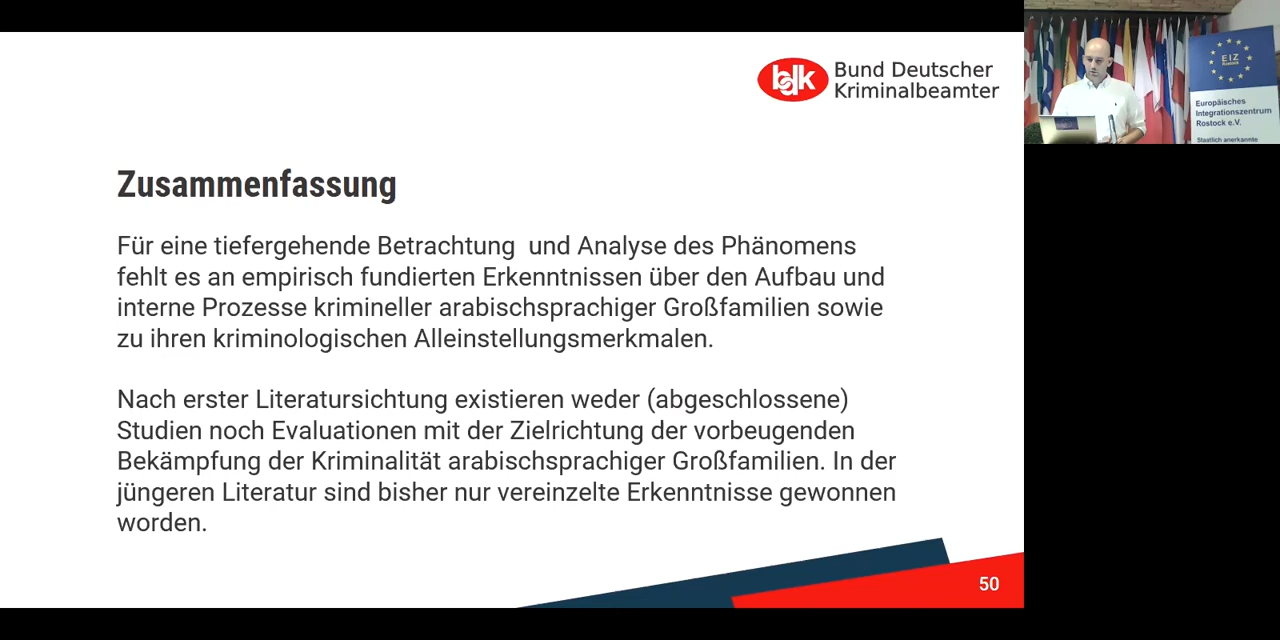 bdk Bund Deutscher
Kriminalbeamter
Zusammenfassung
Für eine tiefergehende Betrachtung  und Analyse des Phänomens
fehlt es an empirisch fundierten Erkenntnissen über den Aufbau und
interne Prozesse krimineller arabischsprachiger Großfamilien sowie
zu ihren kriminologischen Alleinstellungsmerkmalen.
Nach erster Literatursichtung existieren weder (abgeschlossene)
Studien noch Evaluationen mit der Zielrichtung der vorbeugenden
Bekämpfung der Kriminalität arabischsprachiger Großfamilien. In der
jüngeren Literatur sind bisher nur vereinzelte Erkenntnisse gewonnen
worden.
50
EIZ
Rostock
Europäisches
Integrationszentrum
Rostock e.V.
Staatlich anerkannte